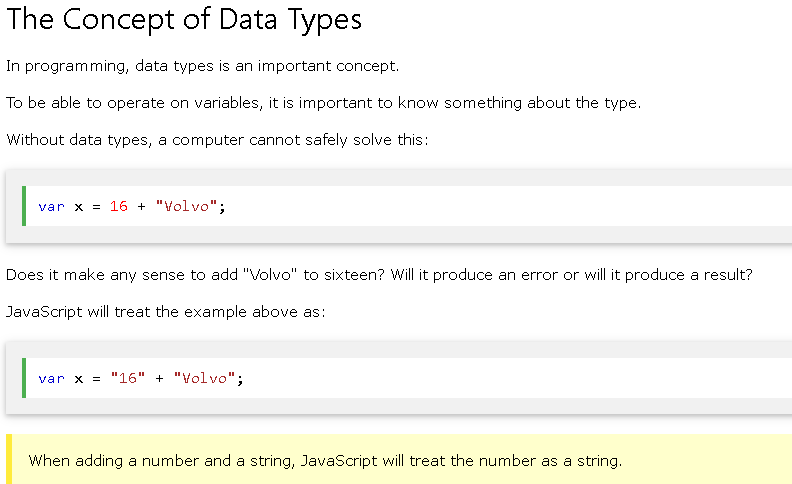 The Concept of Data Types
In programming, data types is an important concept.
To be able to operate on variables, it is important to know something about the type.
Without data types, a computer cannot safely solve this:
var x = 16 + "Volvo";
Does it make any sense to add "Volvo" to sixteen? Will it produce an error or will it produce a result?
JavaScript will treat the example above as:
var x = "16" + "Volvo";
When adding a number and a string, JavaScript will treat the number as a string.